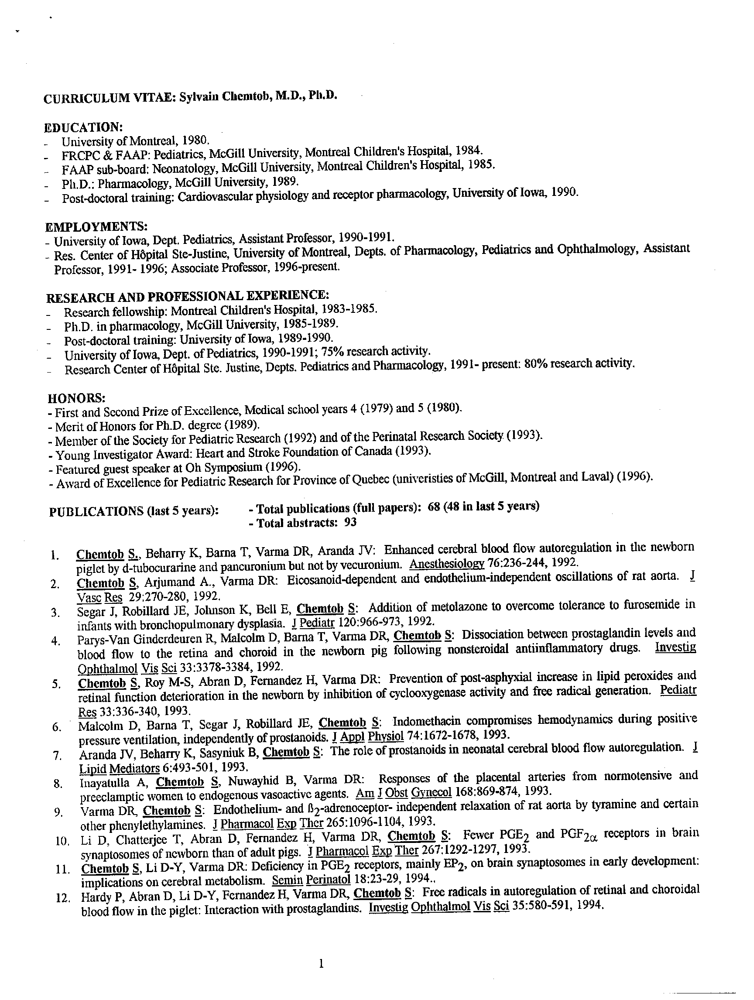 CURRICULUM VITAE: Sylvain Chemtob, M.D., Ph.D.
EDUCATION:
- University of Montreal, 1980.
- FRCPC & FAAP: Pediatrics, McGill University, Montreal Children's Hospital, 1984.
- FAAP sub-board: Neonatology, McGill University, Montreal Children's Hospital, 1985.
- Ph.D.: Pharmacology, McGill University, 1989.
- Post-doctoral training: Cardiovascular physiology and receptor pharmacology, University of Iowa, 1990.
EMPLOYMENTS:
- University of Iowa, Dept. Pediatrics, Assistant Professor, 1990-1991.
- Res. Center of Hôpital Ste-Justine, University of Montreal, Depts. of Pharmacology, Pediatrics and Ophthalmology, Assistant
Professor, 1991- 1996; Associate Professor, 1996-present.
RESEARCH AND PROFESSIONAL EXPERIENCE:
- Research fellowship: Montreal Children's Hospital, 1983-1985.
- Ph.D. in pharmacology, McGill University, 1985-1989.
- Post-doctoral training: University of Iowa, 1989-1990.
- University of Iowa, Dept. of Pediatrics, 1990-1991; 75% research activity.
- Research Center of Hôpital Ste. Justine, Depts. Pediatrics and Pharmacology, 1991- present: 80% research activity.
HONORS:
- First and Second Prize of Excellence, Medical school years 4 (1979) and 5 (1980).
- Merit of Honors for Ph.D. degree (1989).
- Member of the Society for Pediatric Research (1992) and of the Perinatal Research Society (1993).
- Young Investigator Award: Heart and Stroke Foundation of Canada (1993).
- Featured guest speaker at Oh Symposium (1996).
- Award of Excellence for Pediatric Research for Province of Quebec (univeristies of McGill, Montreal and Laval) (1996).
PUBLICATIONS (last 5 years): - Total publications (full papers): 68 (48 in last 5 years)
- Total abstracts: 93
1. Chemtob S., Beharry K, Barna T, Varma DR, Aranda JV: Enhanced cerebral blood flow autoregulation in the newborn
piglet by d-tubocurarine and pancuronium but not by vecuronium. Anesthesiology 76:236-244, 1992.
2. Chemtob S, Arjumand A., Varma DR: Eicosanoid-dependent and endothelium-independent oscillations of rat aorta. J
Vasc Res 29:270-280, 1992.
3. Segar J, Robillard JE, Johnson K, Bell E, Chemtob S: Addition of metolazone to overcome tolerance to furosemide in
infants with bronchopulmonary dysplasia. J Pediatr 120:966-973, 1992.
4. Parys-Van Ginderdeuren R, Malcolm D, Barna T, Varma DR, Chemtob S: Dissociation between prostaglandin levels and
blood flow to the retina and choroid in the newborn pig following nonsteroidal antiinflammatory drugs. Investig
Ophthalmol Vis Sci 33:3378-3384, 1992.
5. Chemtob S, Roy M-S, Abran D, Fernandez H, Varma DR: Prevention of post-asphyxial increase in lipid peroxides and
retinal function deterioration in the newborn by inhibition of cyclooxygenase activity and free radical generation. Pediatr
Res 33:336-340, 1993.
6. Malcolm D, Barna T, Segar J, Robillard JE, Chemtob S: Indomethacin compromises hemodynamics during positive
pressure ventilation, independently of prostanoids. J Appl Physiol 74:1672-1678, 1993.
7. Aranda JV, Beharry K, Sasyniuk B, Chemtob S: The role of prostanoids in neonatal cerebral blood flow autoregulation. J
Lipid Mediators 6:493-501, 1993.
8. Inayatulla A, Chemtob S, Nuwayhid B, Varma DR: Responses of the placental arteries from normotensive and
preeclamptic women to endogenous vasoactive agents. Am J Obst Gynecol 168:869-874, 1993.
9. Varma DR, Chemtob S: Endothelium- and ß2-adrenoceptor- independent relaxation of rat aorta by tyramine and certain
other phenylethylamines. J Pharmacol Exp Ther 265:1096-1104, 1993.
10. Li D, Chatterjee T, Abran D, Fernandez H, Varma DR, Chemtob S: Fewer PGE2 and PGF2α receptors in brain
synaptosomes of newborn than of adult pigs. J Pharmacol Exp Ther 267:1292-1297, 1993.
11. Chemtob S, Li D-Y, Varma DR: Deficiency in PGE2 receptors, mainly EP2, on brain synaptosomes in early development:
implications on cerebral metabolism. Semin Perinatol 18:23-29, 1994..
12. Hardy P, Abran D, Li D-Y, Fernandez H, Varma DR, Chemtob S: Free radicals in autoregulation of retinal and choroidal
blood flow in the piglet: Interaction with prostaglandins. Investig Ophthalmol Vis Sci 35:580-591, 1994.
1